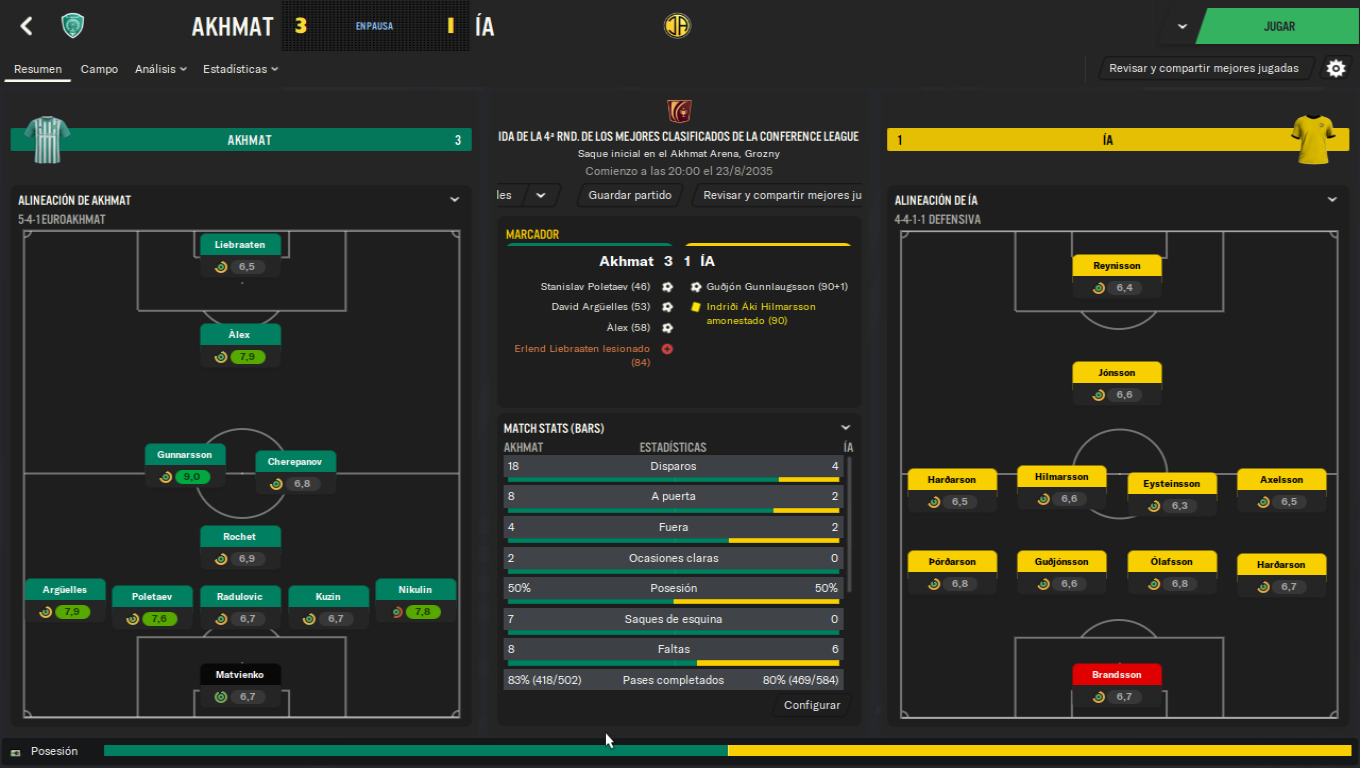 AKHMAT 3 EN PAUSA 1 ÍA
JUGAR
Resumen Campo Análisis Estadísticas
Revisar y compartir mejores jugadas
AKHMAT 3
ALINEACIÓN DE AKHMAT
5-4-1 EUROAKHMAT
Liebraaten
6,5
Àlex
7,9
Gunnarsson
9,0
Cherepanov
6,8
Rochet
6,9
Argüelles
7,9
Poletaev
7,6
Radulovic
6,7
Kuzin
6,7
Nikulin
7,8
Matvienko
6,7
IDA DE LA 4ª RND. DE LOS MEJORES CLASIFICADOS DE LA CONFERENCE LEAGUE
Saque inicial en el Akhmat Arena, Grozny
Comienzo a las 20:00 el 23/8/2035
les
Guardar partido
Revisar y compartir mejores ju
MARCADOR
Akhmat 3 1 ÍA
Stanislav Poletaev (46)
David Argüelles (53)
Àlex (58)
Erlend Liebraaten lesionado
(84)
Guðjón Gunnlaugsson (90+1)
Indriði Áki Hilmarsson
amonestado (90)
MATCH STATS (BARS)
AKHMAT ESTADÍSTICAS ÍA
18 Disparos 4
8 A puerta 2
4 Fuera 2
2 Ocasiones claras 0
50% Posesión 50%
7 Saques de esquina 0
8 Faltas 6
83% (418/502) Pases completados 80% (469/584)
Configurar
1 ÍA
ALINEACIÓN DE ÍA
4-4-1-1 DEFENSIVA
Reynisson
6,4
Jónsson
6,6
Harðarson
6,5
Hilmarsson
6,6
Eysteinsson
6,3
Axelsson
6,5
Þórðarson
6,8
Guðjónsson
6,6
Ólafsson
6,8
Harðarson
6,7
Brandsson
6,7
Posesión